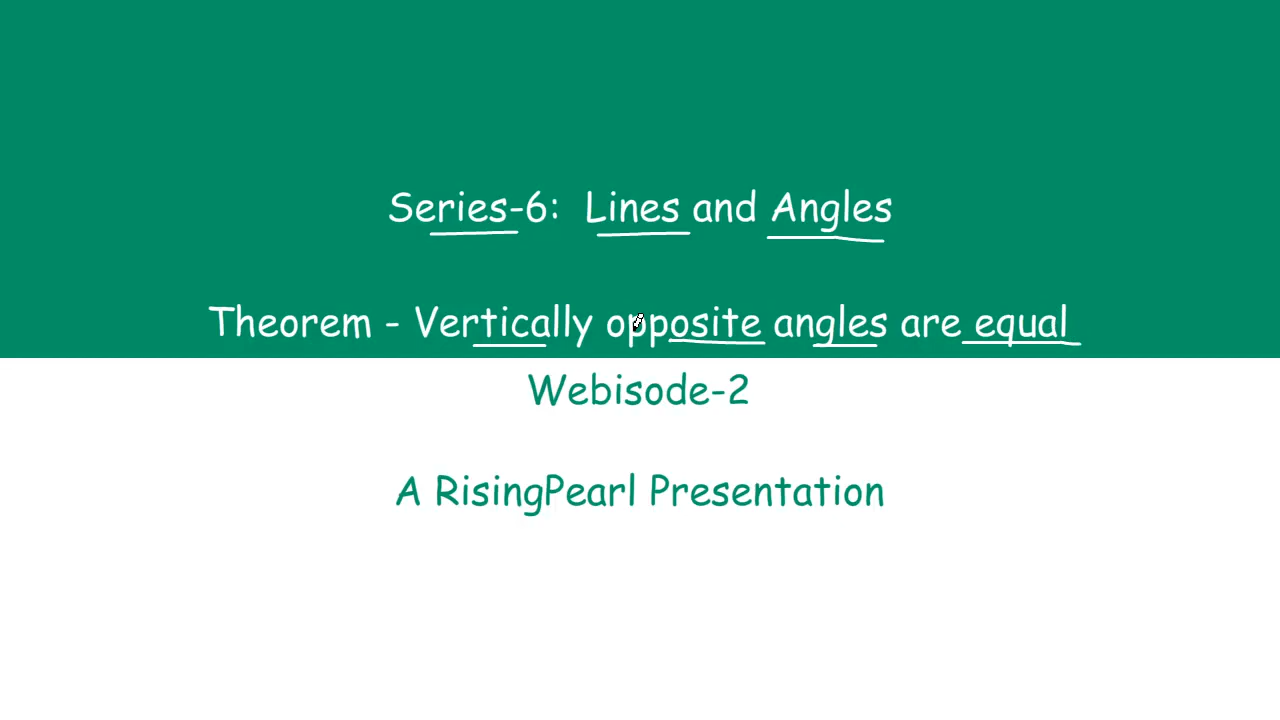 Series-6: Lines and Angles
Theorem - Vertically opposite angles are equal
Webisode-2
A RisingPearl Presentation